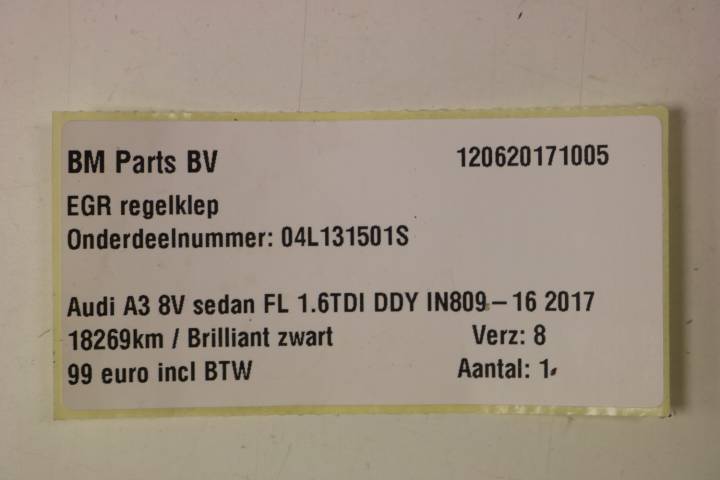 BM Parts BV 120620171005
EGR regelklep
Onderdeelnummer: 04L131501S
Audi A3 8V sedan FL 1.6TDI DDY IN809-16 2017
18269km / Brilliant zwart Verz: 8
99 euro incl BTW Aantal: 1.